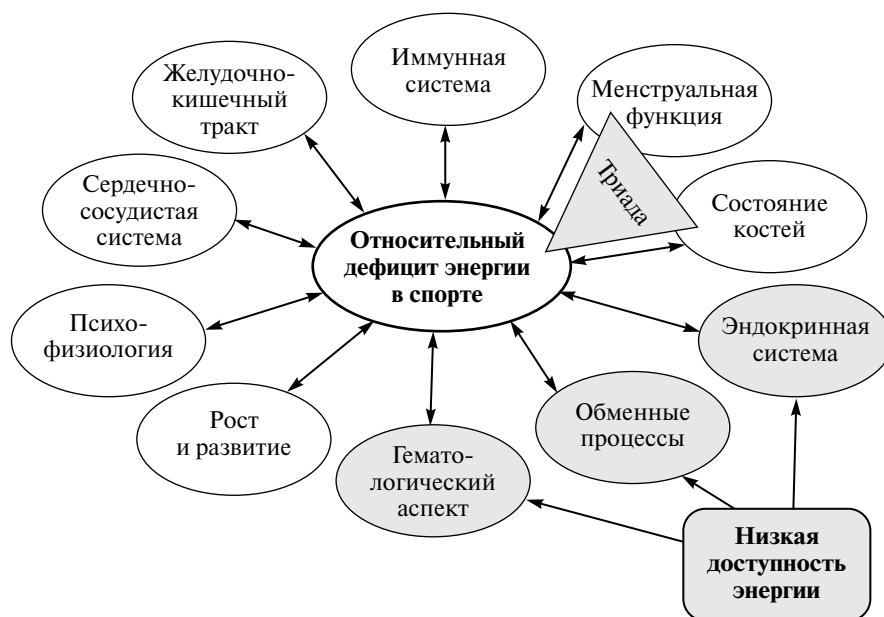 Иммунная
система
Желудочно-
кишечный
тракт
Менструальная
функция
Триада
Сердечно-
сосудистая
система
Состояние
костей
Относительный
дефицит энергии
в спорте
Психо-
физиология
Эндокринная
система
Рост
и развитие
Обменные
процессы
Гемато-
логический
аспект
Низкая
доступность
энергии